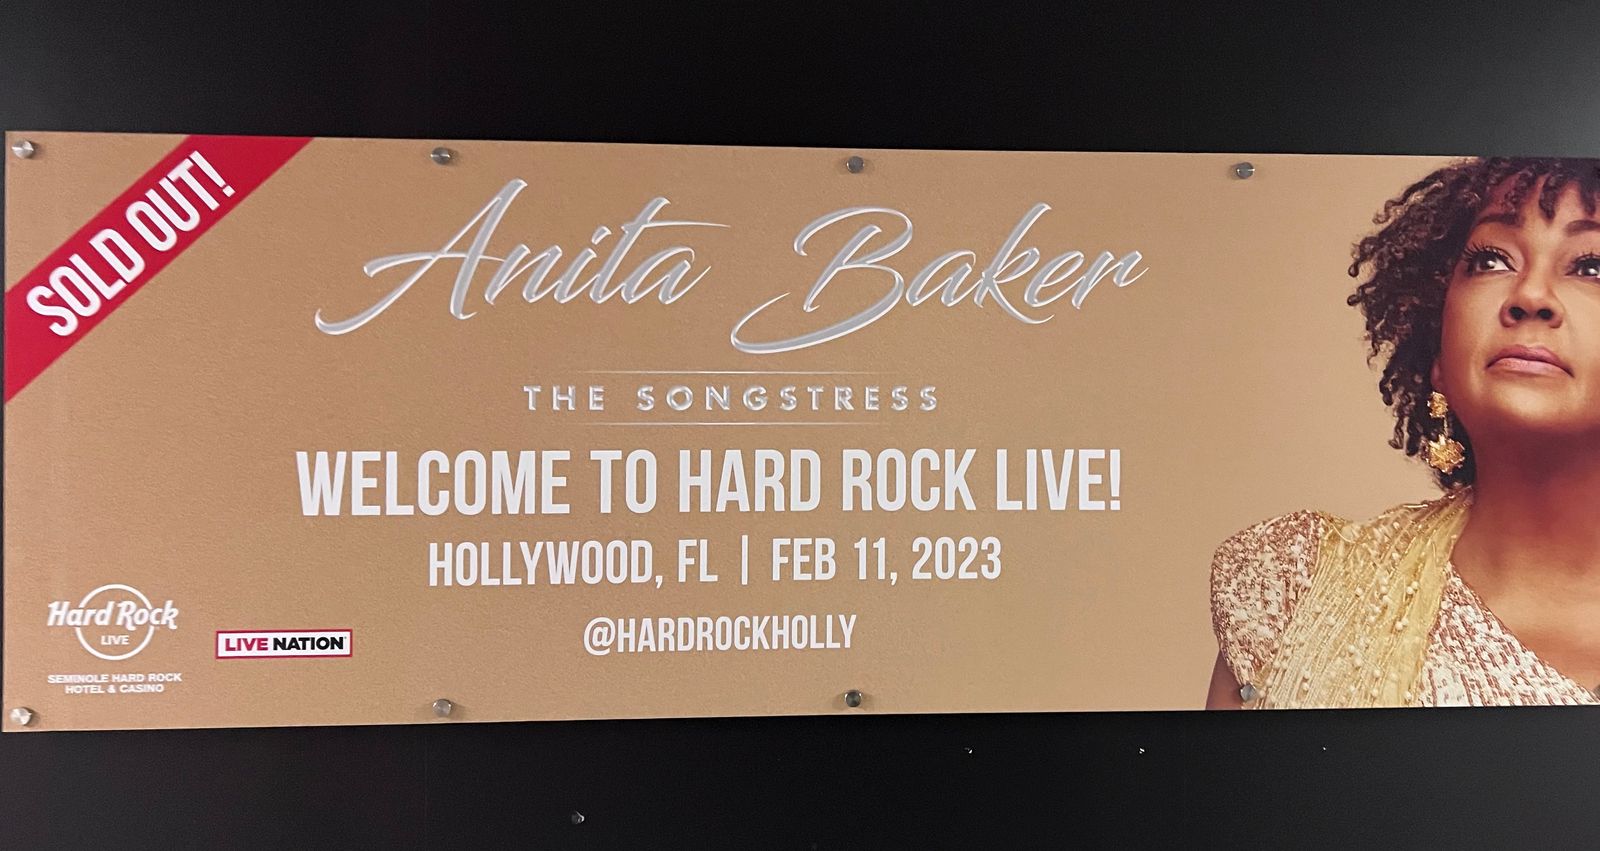 SOLD OUT!
Anita Baker
THE SONGSTRESS
WELCOME TO HARD ROCK LIVE!
HOLLYWOOD, FL | FEB 11, 2023
@HARDROCKHOLLY
Hard Rock
LIVE
SEMINOLE HARD ROCK
HOTEL & CASINO
LIVE NATION